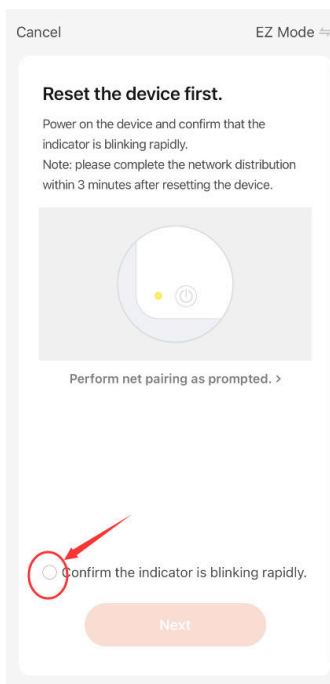 Cancel
EZ Mode
Reset the device first.
Power on the device and confirm that the
indicator is blinking rapidly.
Note: please complete the network distribution
within 3 minutes after resetting the device.
Perform net pairing as prompted. >
Confirm the indicator is blinking rapidly.
Next